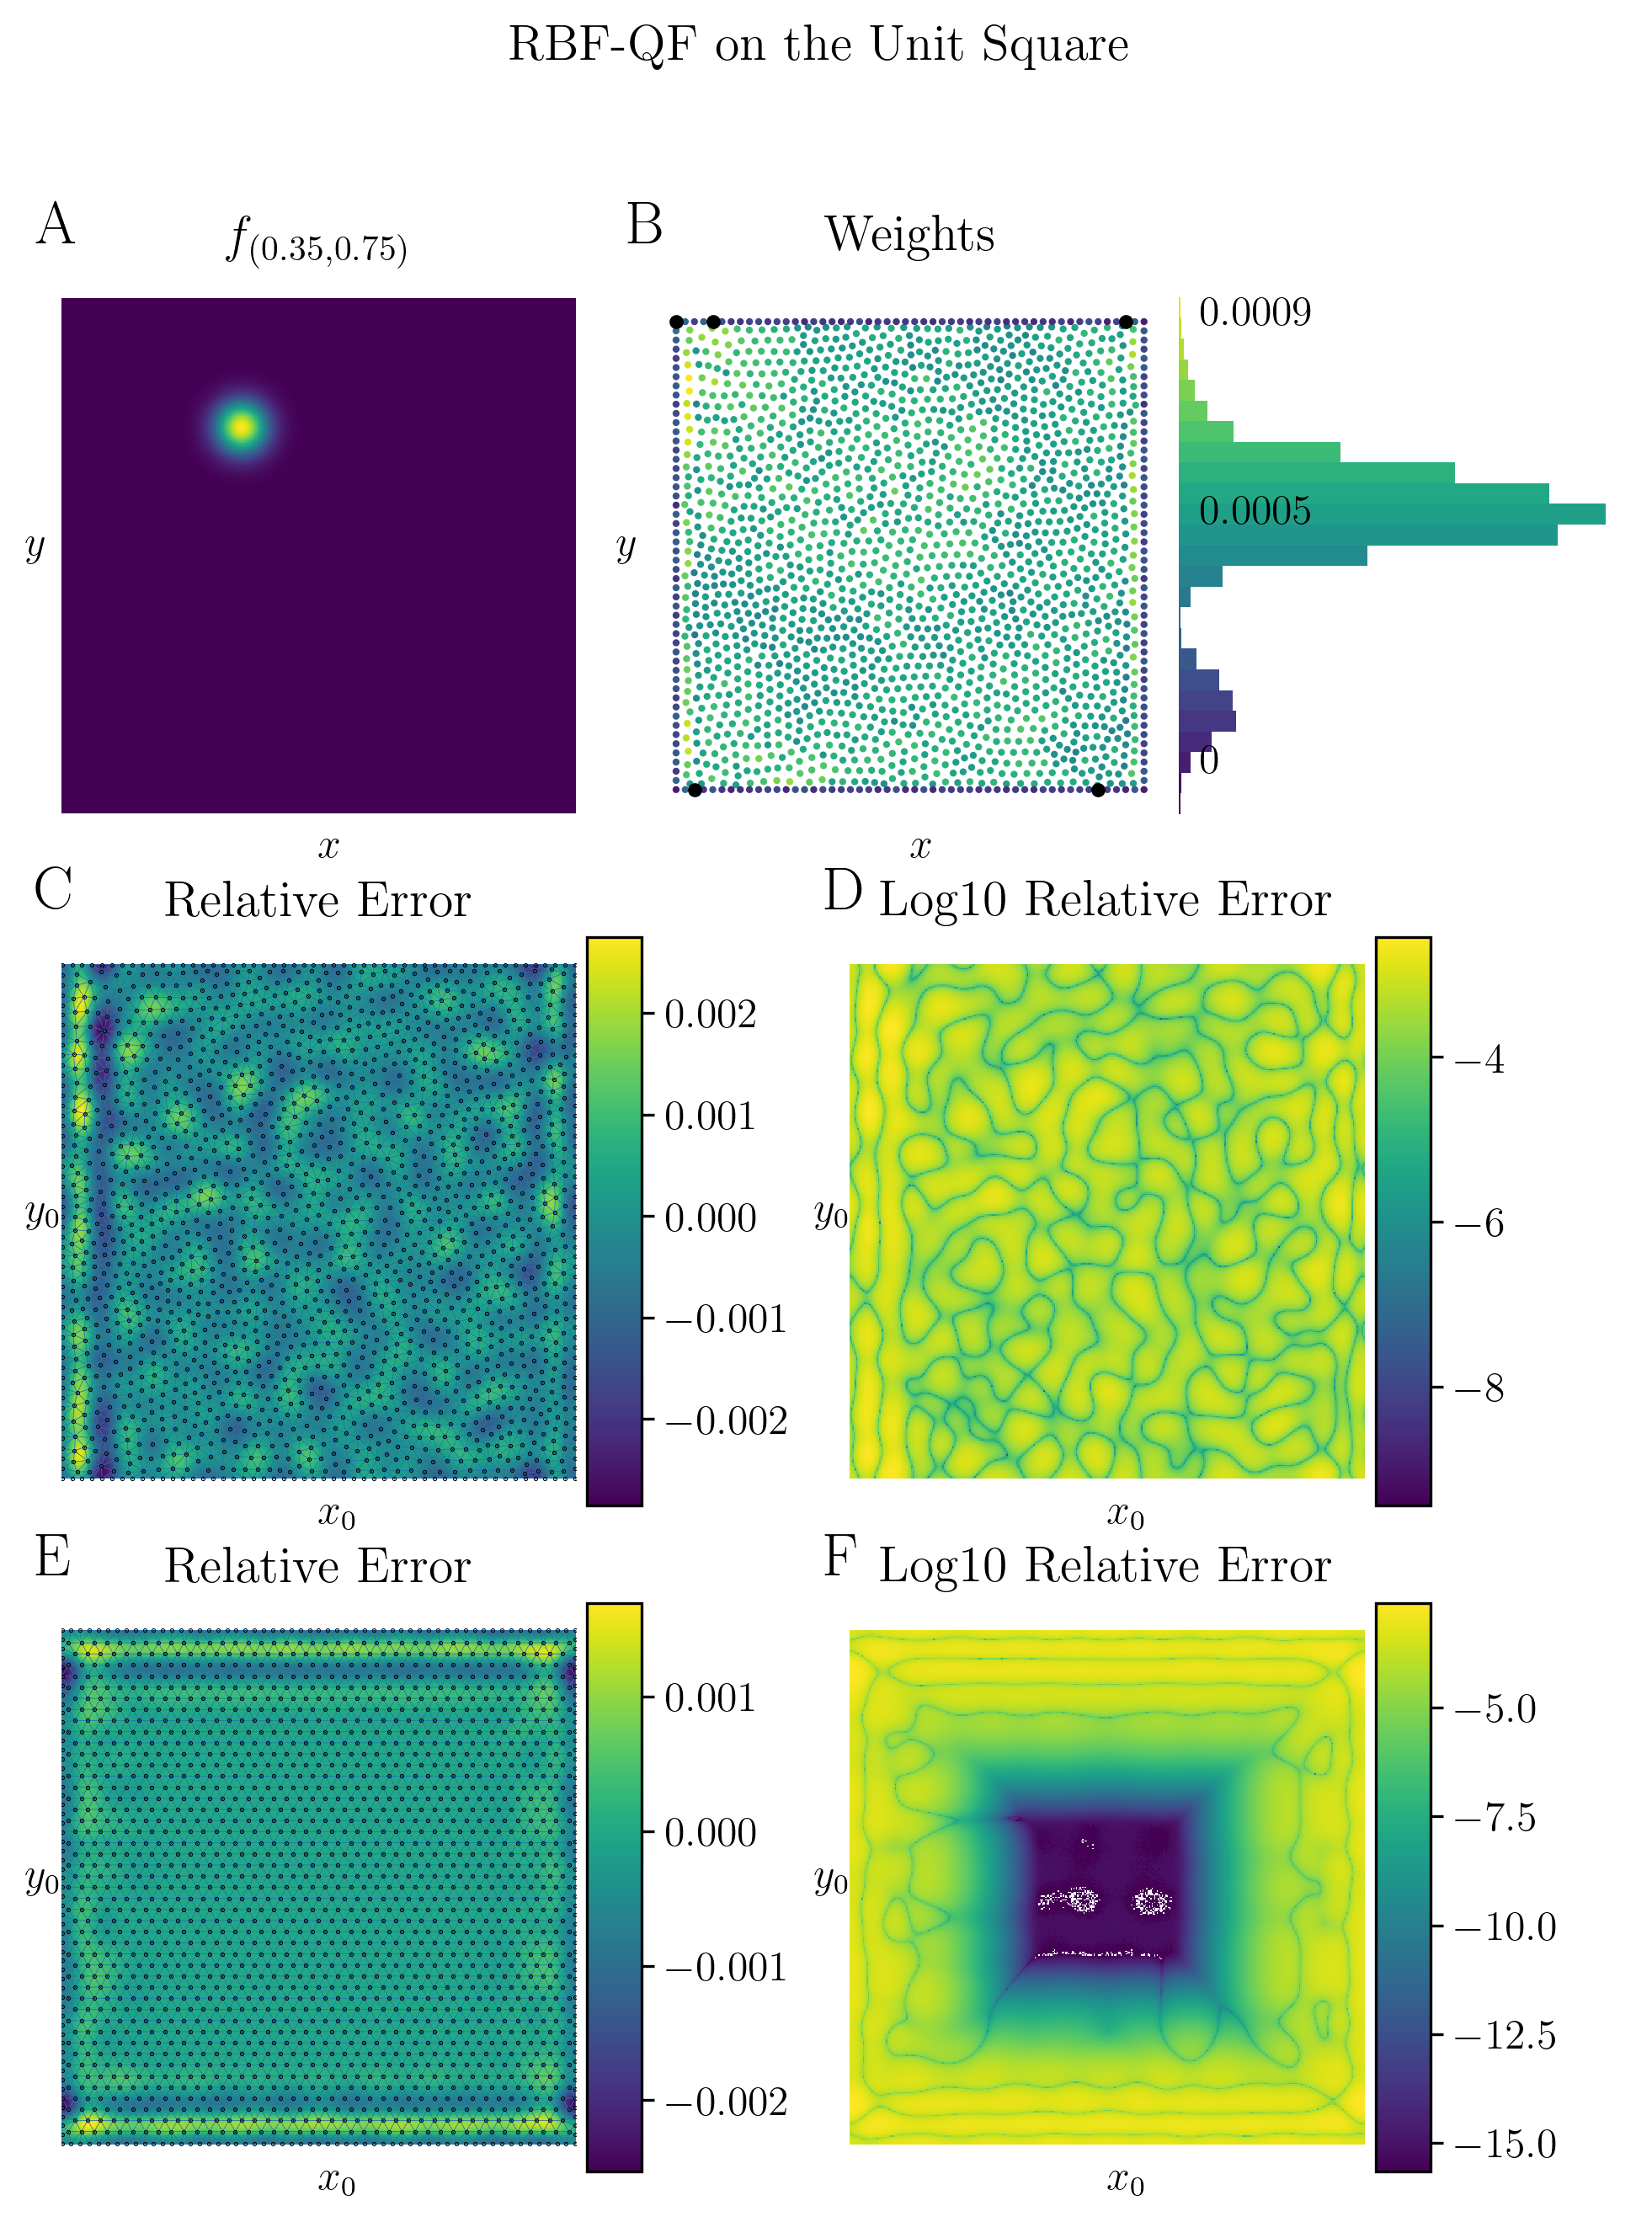 RBF-QF on the Unit Square
A
f(0.35,0.75)
y
x
B
Weights
y
x
0.0009
0.0005
0
C
Relative Error
y0
x0
0.002
0.001
0.000
−0.001
−0.002
D
Log10 Relative Error
y0
x0
−4
−6
−8
E
Relative Error
y0
x0
0.001
0.000
−0.001
−0.002
F
Log10 Relative Error
y0
x0
−5.0
−7.5
−10.0
−12.5
−15.0